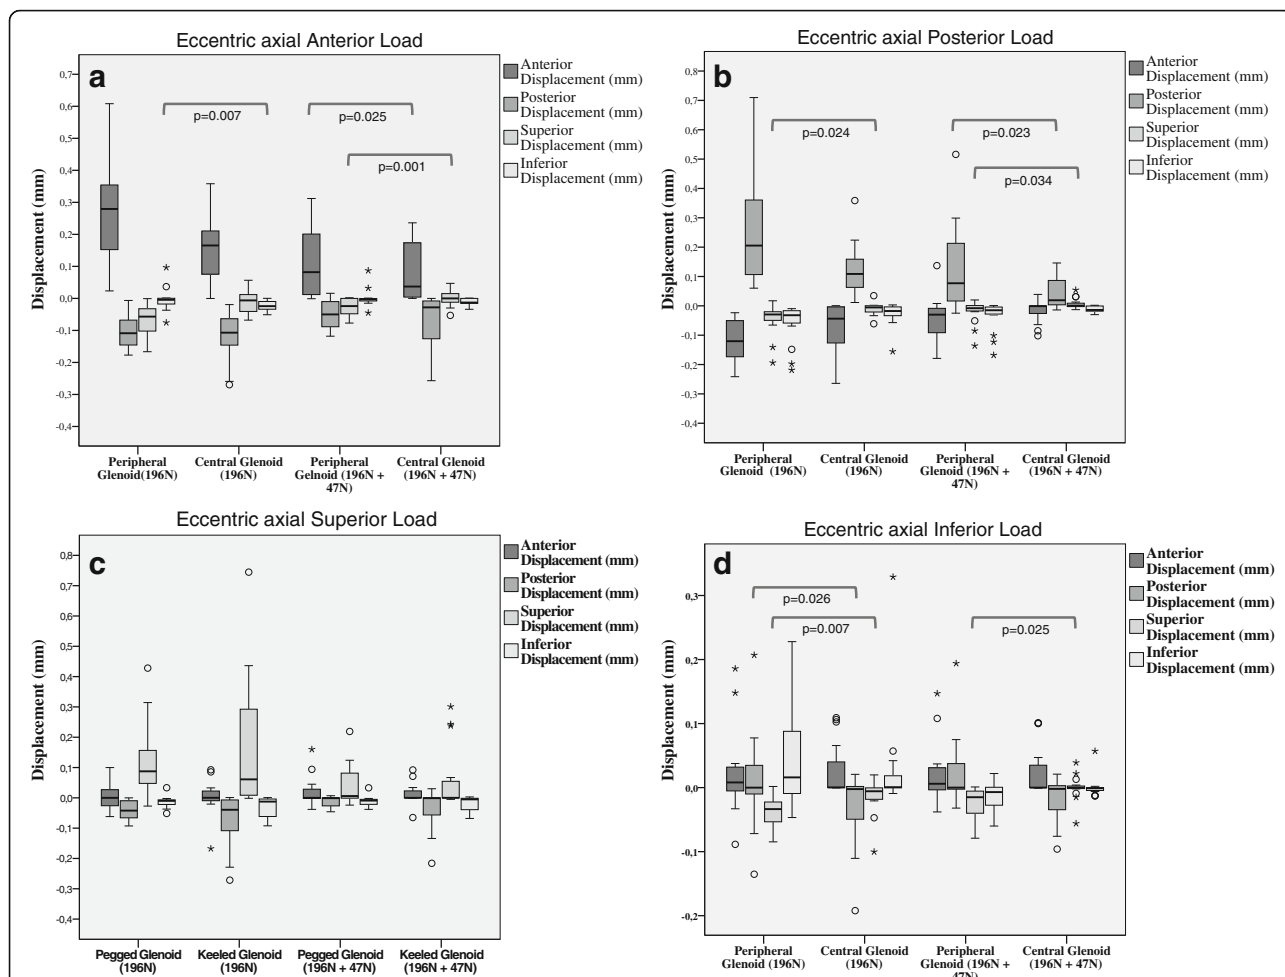 Eccentric axial Anterior Load
a
Displacement (mm)
0,7
0,6
0,5
0,4
0,3
0,2
0,1
0,0
-0,1
-0,2
-0,3
-0,4
p=0.007
p=0.025
p=0.001
Anterior
Displacement (mm)
Posterior
Displacement (mm)
Superior
Displacement (mm)
Inferior
Displacement (mm)
Peripheral
Glenoid(196N)
Central Glenoid
(196N)
Peripheral
Gelnoid (196N +
47N)
Central Glenoid
(196N + 47N)
Eccentric axial Posterior Load
b
Displacement (mm)
0,8
0,7
0,6
0,5
0,4
0,3
0,2
0,1
0,0
-0,1
-0,2
-0,3
-0,4
p=0.024
p=0.023
p=0.034
Anterior
Displacement (mm)
Posterior
Displacement (mm)
Superior
Displacement (mm)
Inferior
Displacement (mm)
Peripheral
Glenoid (196N)
Central Glenoid
(196N)
Peripheral
Glenoid (196N +
47N)
Central Glenoid
(196N + 47N)
Eccentric axial Superior Load
c
Displacement (mm)
0,8
0,7
0,6
0,5
0,4
0,3
0,2
0,1
0,0
-0,1
-0,2
-0,3
-0,4
Anterior
Displacement (mm)
Posterior
Displacement (mm)
Superior
Displacement (mm)
Inferior
Displacement (mm)
Pegged Glenoid
(196N)
Keeled Glenoid
(196N)
Pegged Glenoid
(196N + 47N)
Keeled Glenoid
(196N + 47N)
Eccentric axial Inferior Load
d
Displacement (mm)
0,3
0,2
0,1
0,0
-0,1
-0,2
p=0.026
p=0.007
p=0.025
Anterior
Displacement (mm)
Posterior
Displacement (mm)
Superior
Displacement (mm)
Inferior
Displacement (mm)
Peripheral
Glenoid (196N)
Central Glenoid
(196N)
Peripheral
Glenoid (196N +
47N)
Central Glenoid
(196N + 47N)